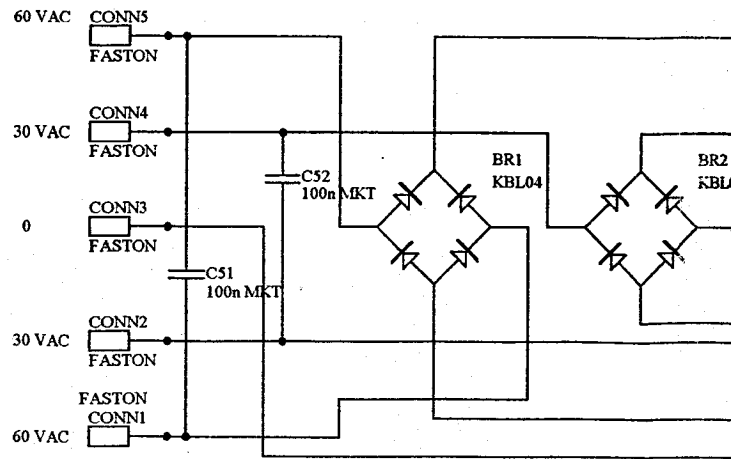 60 VAC CONN5
FASTON
30 VAC CONN4
FASTON
C52
100n MKT
BR1
KBL04
BR2
0 CONN3
FASTON
C51
100n MKT
CONN2
30 VAC
FASTON
FASTON
CONN1
60 VAC